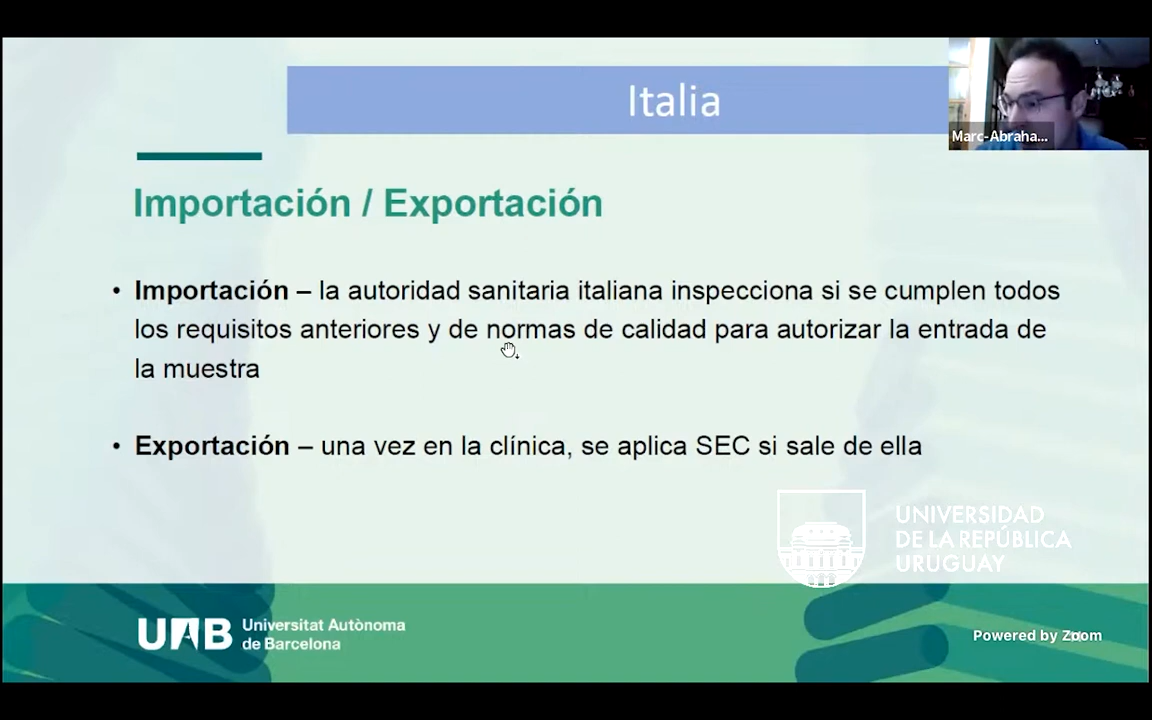 Italia
Marc-Abraha...
Importación / Exportación
• Importación – la autoridad sanitaria italiana inspecciona si se cumplen todos
los requisitos anteriores y de normas de calidad para autorizar la entrada de
la muestra
• Exportación – una vez en la clínica, se aplica SEC si sale de ella
UNIVERSIDAD
DE LA REPÚBLICA
URUGUAY
UAB Universitat Autònoma
de Barcelona
Powered by Zoom